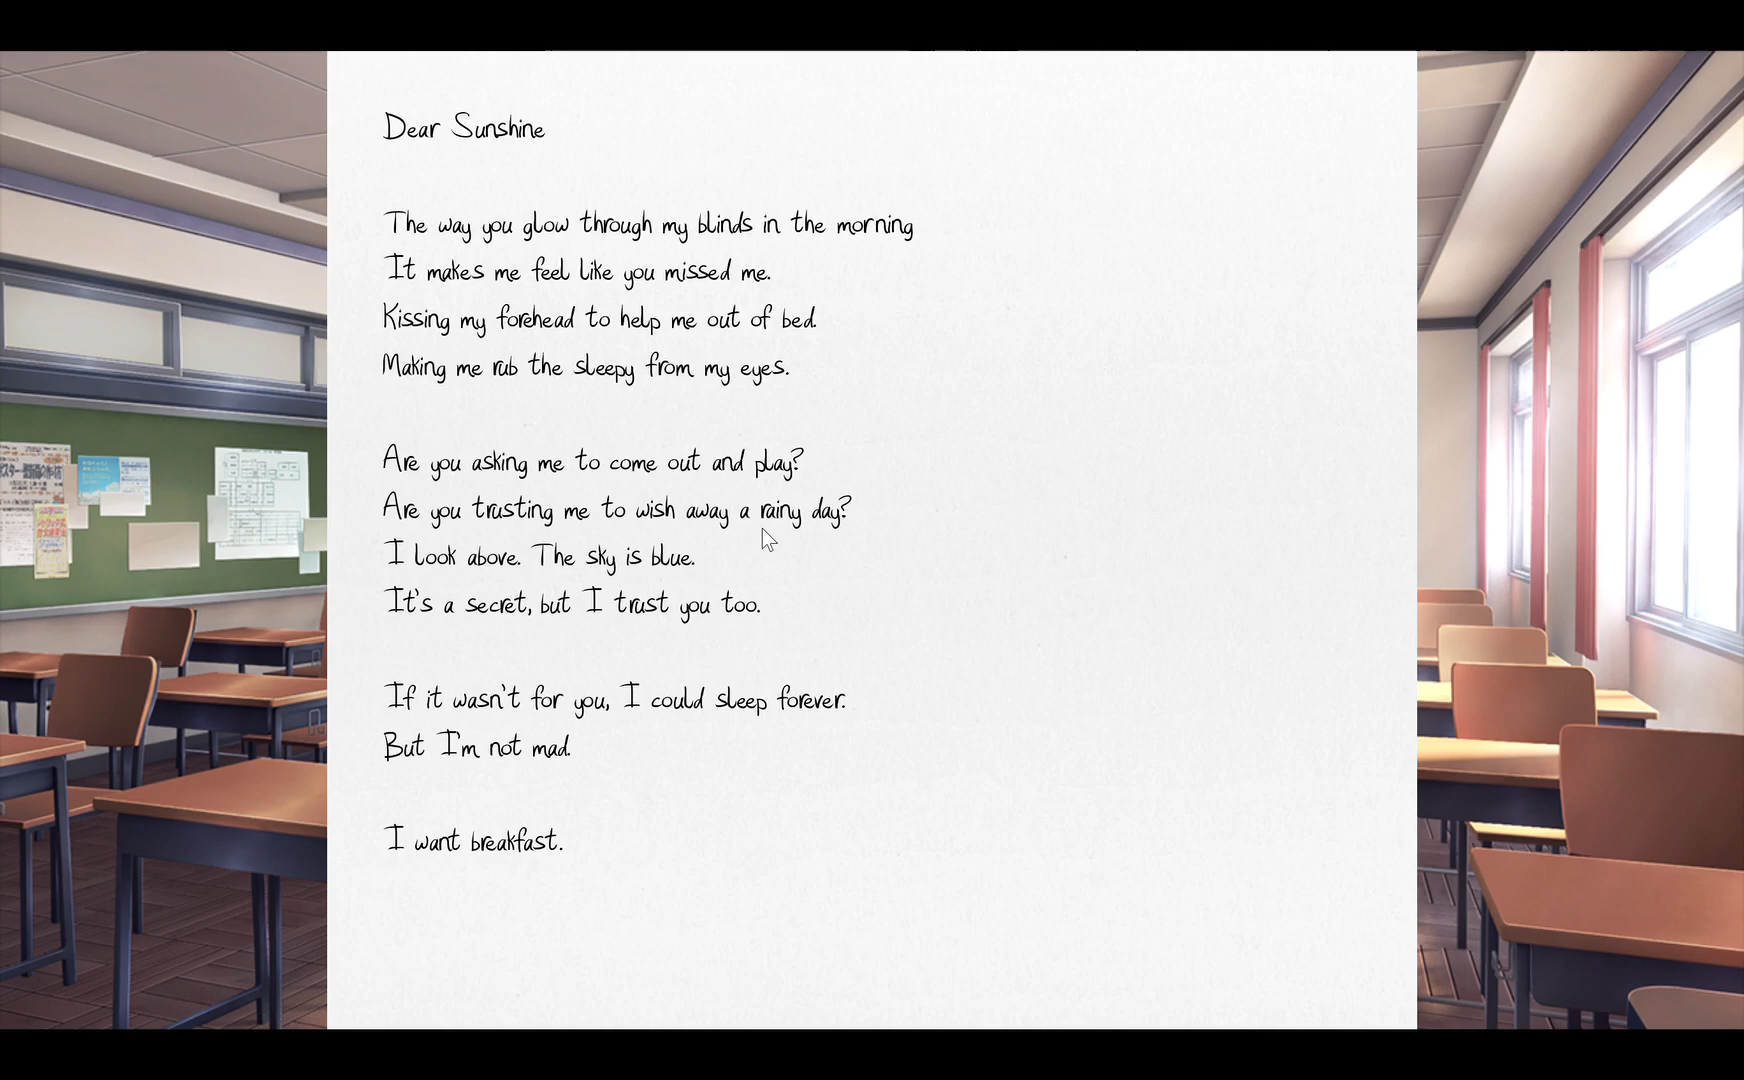 Dear Sunshine
The way you glow through my blinds in the morning
It makes me feel like you missed me.
Kissing my forehead to help me out of bed.
Making me rub the sleepy from my eyes.
Are you asking me to come out and play?
Are you trusting me to wish away a rainy day?
I look above. The sky is blue.
It's a secret, but I trust you too.
If it wasn't for you, I could sleep forever.
But I'm not mad.
I want breakfast.